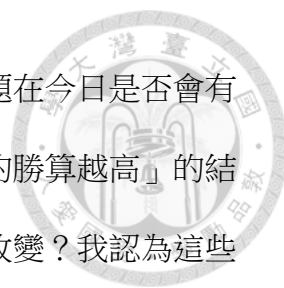 題在今日是否會有
的勝算越高」的結
改變？我認為這些